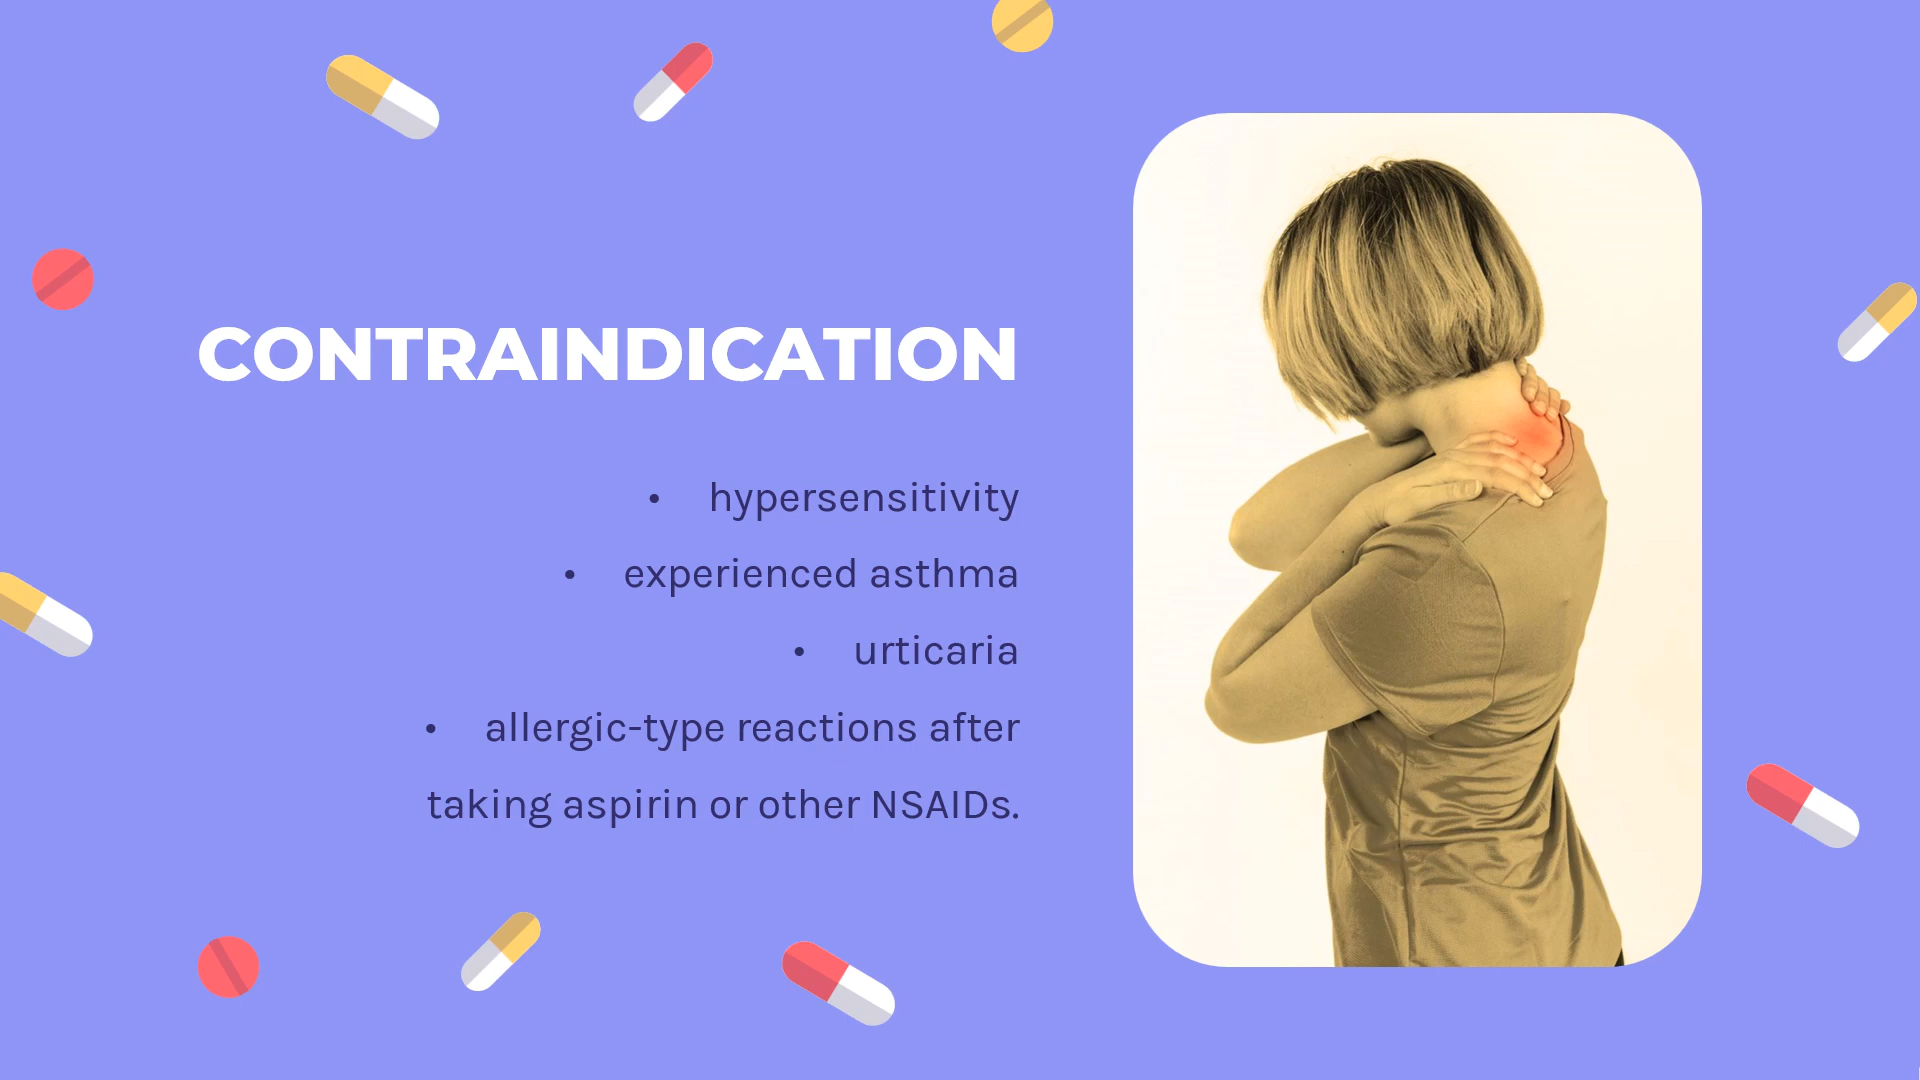 CONTRAINDICATION
• hypersensitivity
• experienced asthma
• urticaria
• allergic-type reactions after
taking aspirin or other NSAIDs.